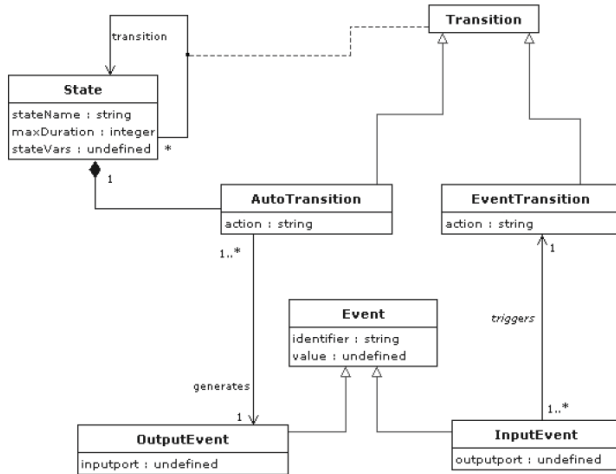 Transition
transition
State
stateName : string
maxDuration : integer
stateVars : undefined
*
1
AutoTransition
action : string
EventTransition
action : string
1..*
1
Event
identifier : string
value : undefined
triggers
generates
1
1..*
OutputEvent
inputport : undefined
InputEvent
outputport : undefined